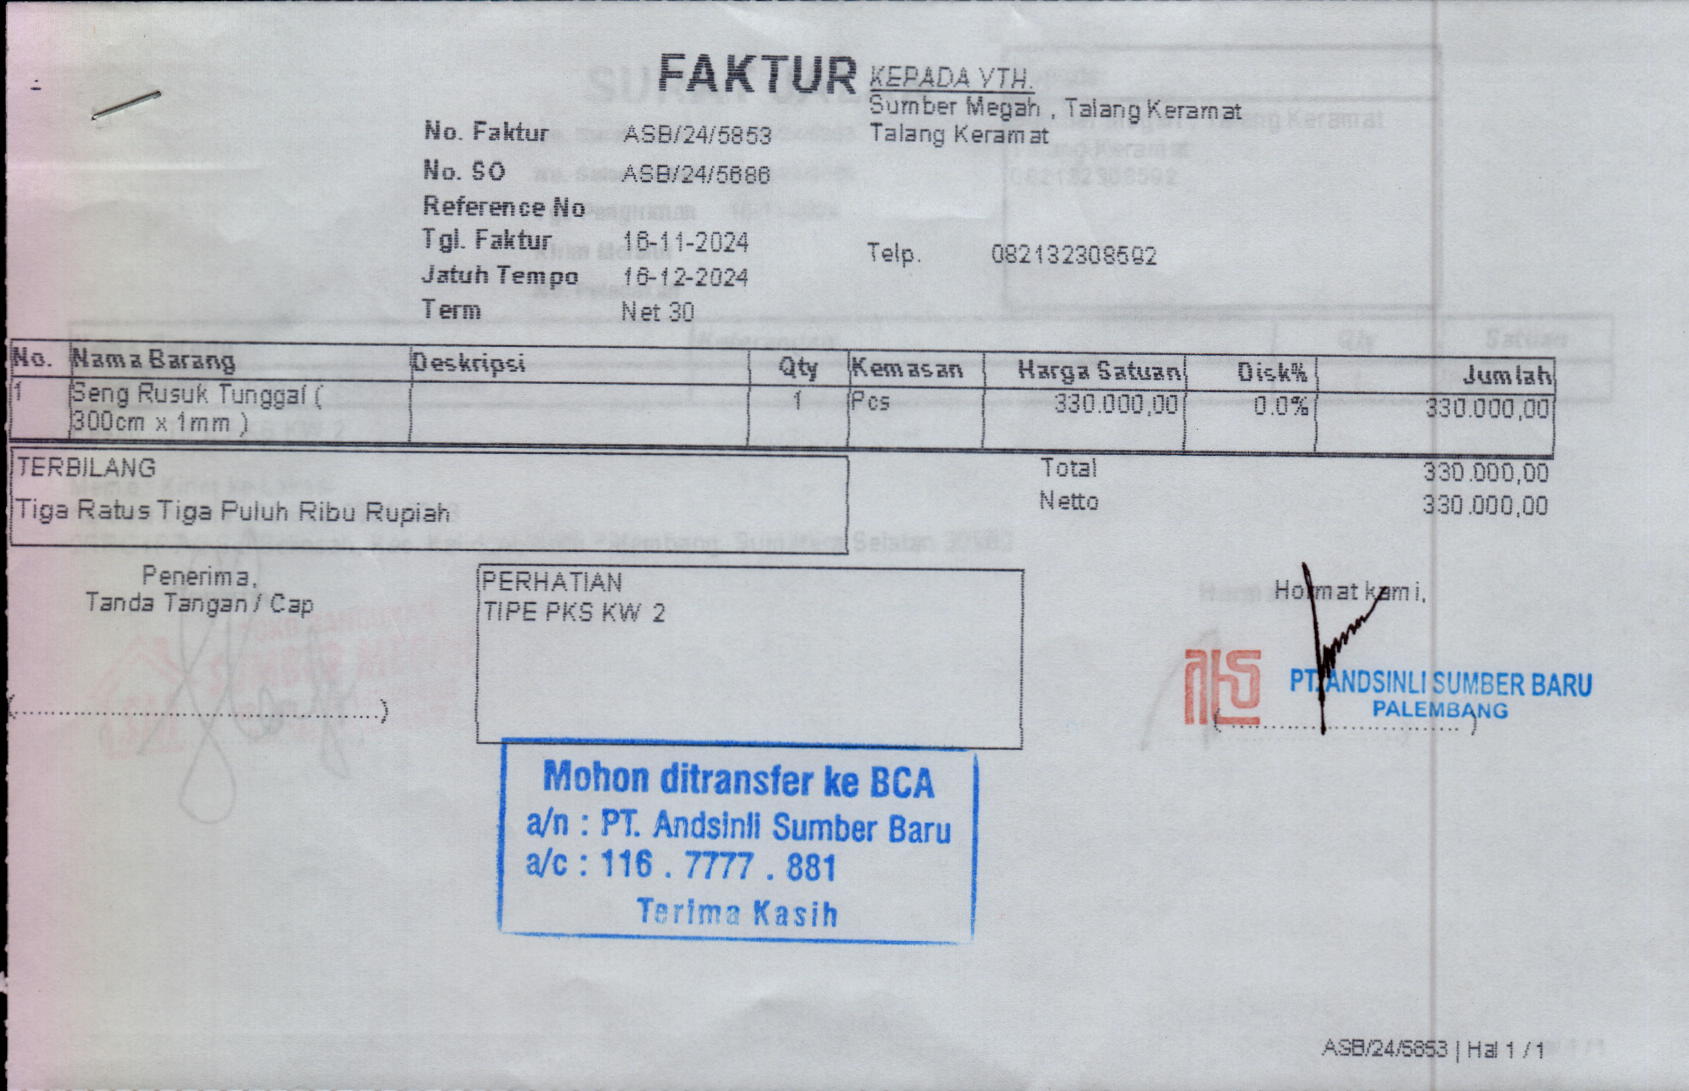 FAKTUR
KEPADA YTH.
Sumber Megah , Talang Keramat
Talang Keramat
No. Faktur ASB/24/5853
No. SO ASB/24/5686
Reference No
Tgl. Faktur 16-11-2024
Telp. 082132308592
Jatuh Tempo 16-12-2024
Term Net 30
No. Nama Barang Deskripsi Qty Kemasan Harga Satuan Disk% Jumlah
1 Seng Rusuk Tunggal ( 1 Pcs 330.000,00 0.0% 330.000,00
300cm x 1mm )
TERBILANG
Tiga Ratus Tiga Puluh Ribu Rupiah
Total 330.000,00
Netto 330.000,00
Penerima,
Tanda Tangan / Cap
(................................................)
PERHATIAN
TIPE PKS KW 2
Hormat kami,
PT. ANDSINLI SUMBER BARU
PALEMBANG
(................................)
Mohon ditransfer ke BCA
a/n : PT. Andsinli Sumber Baru
a/c : 116 . 7777 . 881
Terima Kasih
ASB/24/5853 | Hal 1 / 1